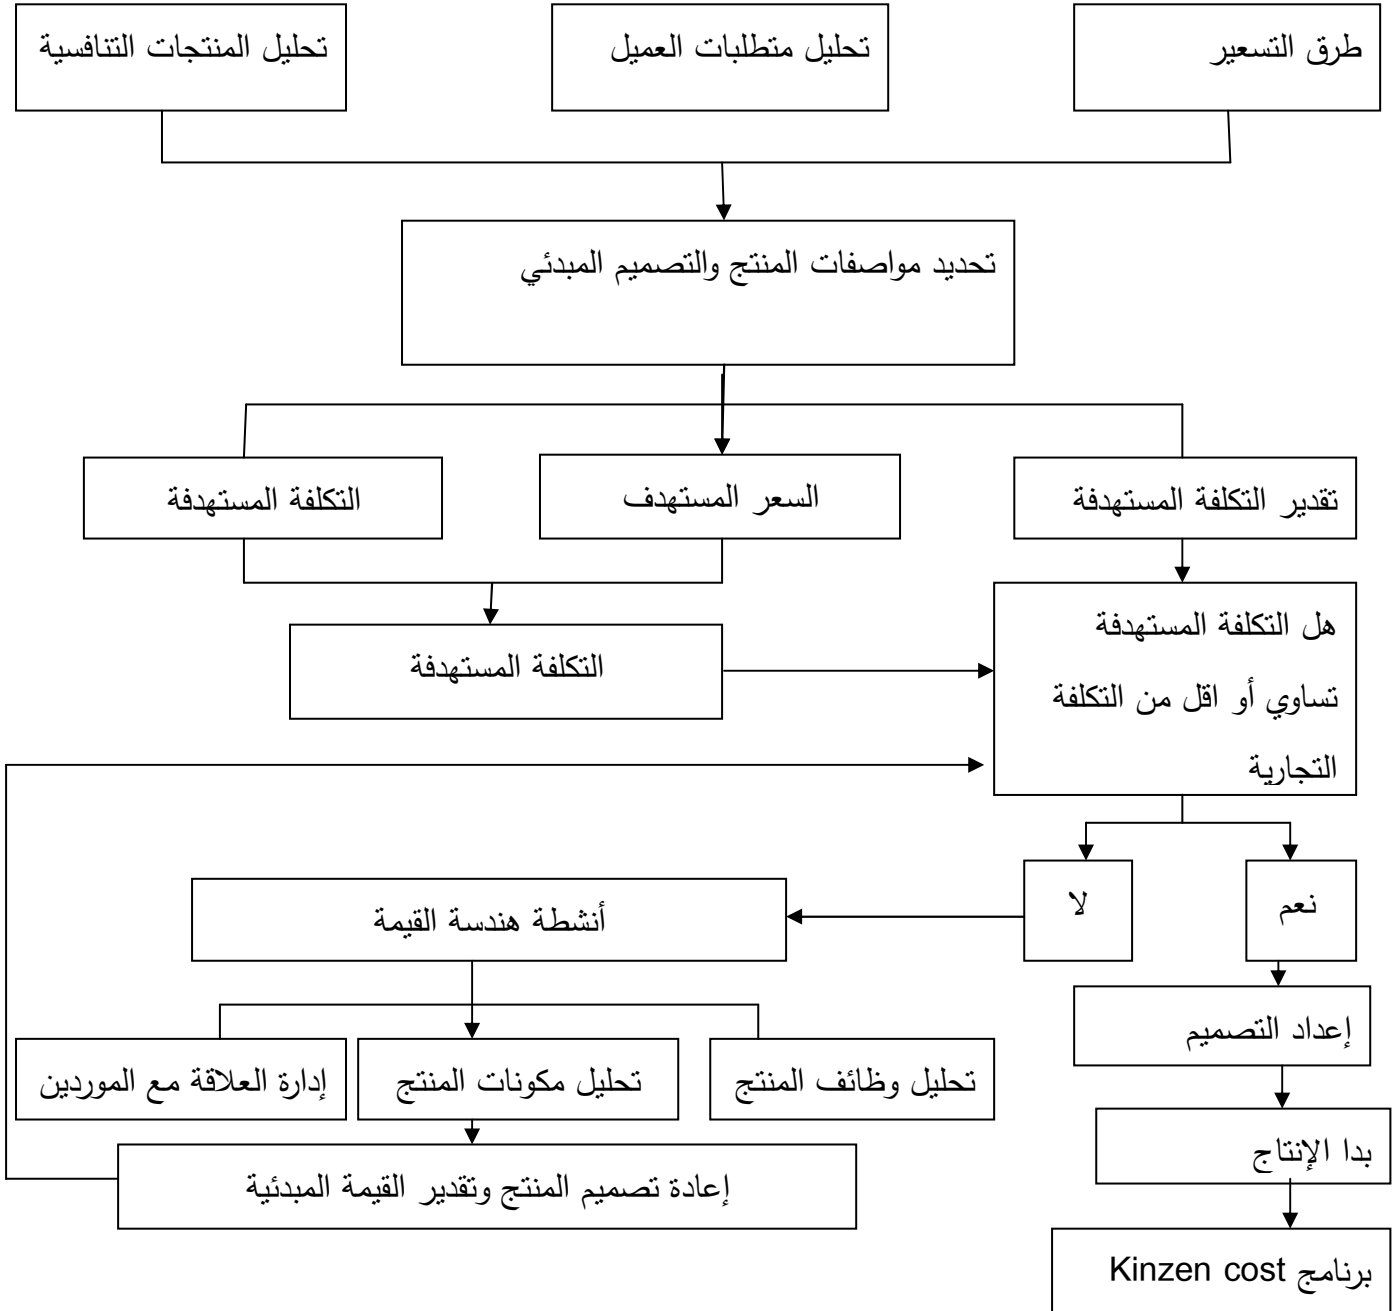 طرق التسعير
تحليل متطلبات العميل
تحليل المنتجات التنافسية
تحديد مواصفات المنتج والتصميم المبدئي
تقدير التكلفة المستهدفة
السعر المستهدف
التكلفة المستهدفة
هل التكلفة المستهدفة
تساوي أو اقل من التكلفة
التجارية
التكلفة المستهدفة
نعم
لا
أنشطة هندسة القيمة
إعداد التصميم
تحليل وظائف المنتج
تحليل مكونات المنتج
إدارة العلاقة مع الموردين
بدا الإنتاج
إعادة تصميم المنتج وتقدير القيمة المبدئية
برنامج Kinzen cost